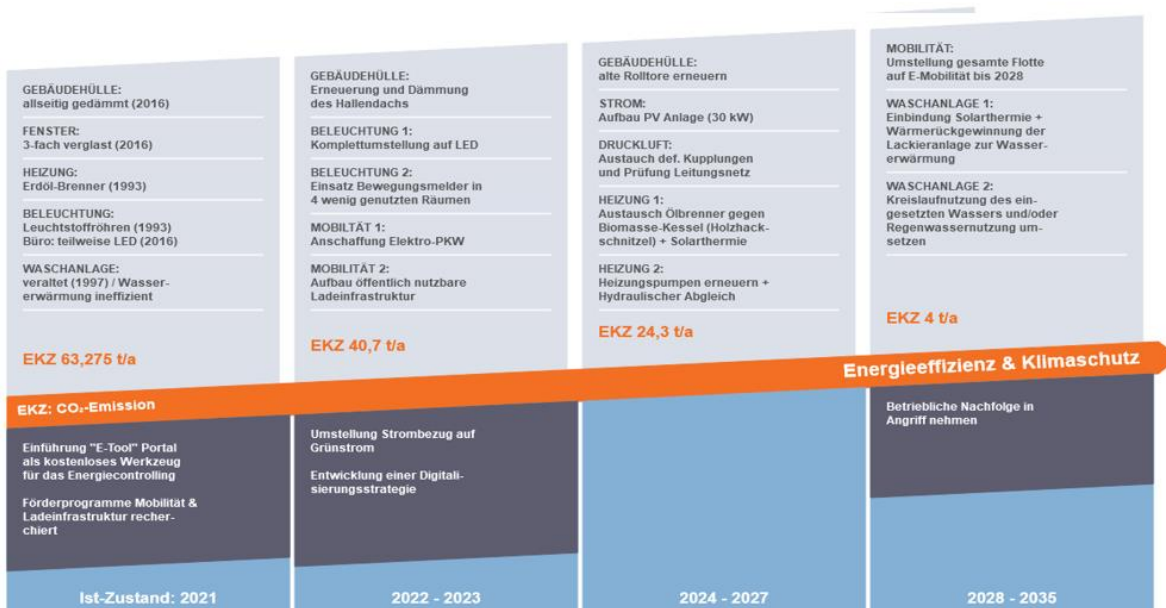 GEBÄUDEHÜLLE:
allseitig gedämmt (2016)
FENSTER:
3-fach verglast (2016)
HEIZUNG:
Erdöl-Brenner (1993)
BELEUCHTUNG:
Leuchtstoffröhren (1993)
Büro: teilweise LED (2016)
WASCHANLAGE:
veraltet (1997) / Wasser-
erwärmung ineffizient
EKZ 63,275 t/a
GEBÄUDEHÜLLE:
Erneuerung und Dämmung
des Hallendachs
BELEUCHTUNG 1:
Komplettumstellung auf LED
BELEUCHTUNG 2:
Einsatz Bewegungsmelder in
4 wenig genutzten Räumen
MOBILITÄT 1:
Anschaffung Elektro-PKW
MOBILITÄT 2:
Aufbau öffentlich nutzbare
Ladeinfrastruktur
EKZ 40,7 t/a
GEBÄUDEHÜLLE:
alte Rolltore erneuern
STROM:
Aufbau PV Anlage (30 kW)
DRUCKLUFT:
Austauch def. Kupplungen
und Prüfung Leitungsnetz
HEIZUNG 1:
Austausch Ölbrenner gegen
Biomasse-Kessel (Holzhack-
schnitzel) + Solarthermie
HEIZUNG 2:
Heizungspumpen erneuern +
Hydraulischer Abgleich
EKZ 24,3 t/a
MOBILITÄT:
Umstellung gesamte Flotte
auf E-Mobilität bis 2028
WASCHANLAGE 1:
Einbindung Solarthermie +
Wärmerückgewinnung der
Lackieranlage zur Wasser-
erwärmung
WASCHANLAGE 2:
Kreislaufnutzung des ein-
gesetzten Wassers und/oder
Regenwassernutzung um-
setzen
EKZ 4 t/a
Energieeffizienz & Klimaschutz
EKZ: CO₂-Emission
Einführung "E-Tool" Portal
als kostenloses Werkzeug
für das Energiecontrolling
Förderprogramme Mobilität &
Ladeinfrastruktur recher-
chiert
Umstellung Strombezug auf
Grünstrom
Entwicklung einer Digitali-
sierungsstrategie
Betriebliche Nachfolge in
Angriff nehmen
Ist-Zustand: 2021
2022 - 2023
2024 - 2027
2028 - 2035